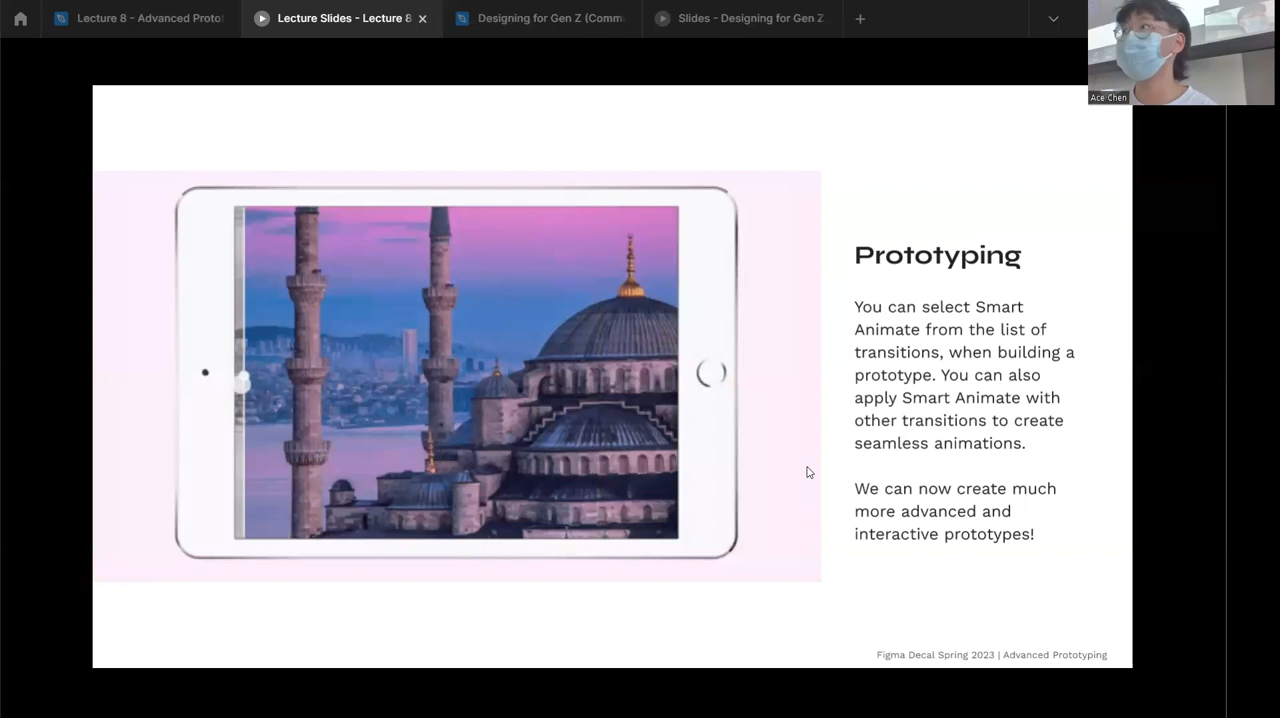 Lecture 8 - Advanced Proto
Lecture Slides - Lecture 8
Designing for Gen Z (Comm
Slides - Designing for Gen Z
Ace Chen
Prototyping
You can select Smart
Animate from the list of
transitions, when building a
prototype. You can also
apply Smart Animate with
other transitions to create
seamless animations.
We can now create much
more advanced and
interactive prototypes!
Figma Decal Spring 2023 | Advanced Prototyping